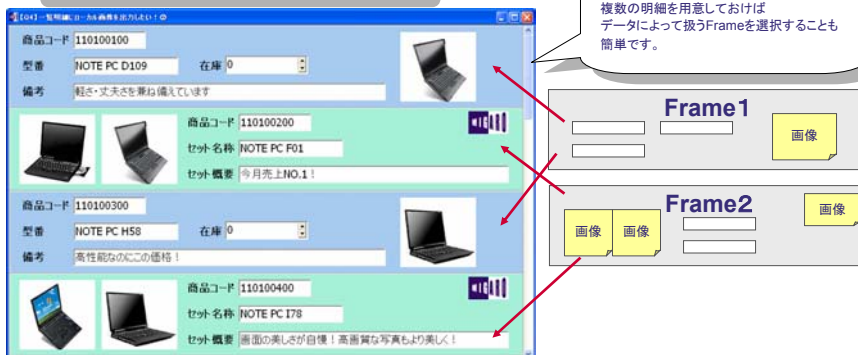 複数の明細を用意しておけば
データによって扱うFrameを選択することも
簡単です。
【Q04】一覧明細にローカル画像を出力したい!
商品コード 110100100
型番 NOTE PC D109 在庫 0
備考 軽さ・丈夫さを兼ね備えています
商品コード 110100200
セット名称 NOTE PC F01
セット概要 今月売上NO.1!
商品コード 110100300
型番 NOTE PC H58 在庫 0
備考 高性能なのにこの価格!
商品コード 110100400
セット名称 NOTE PC I78
セット概要 画面の美しさが自慢!高画質な写真もより美しく!
Frame1
画像
Frame2
画像 画像 画像